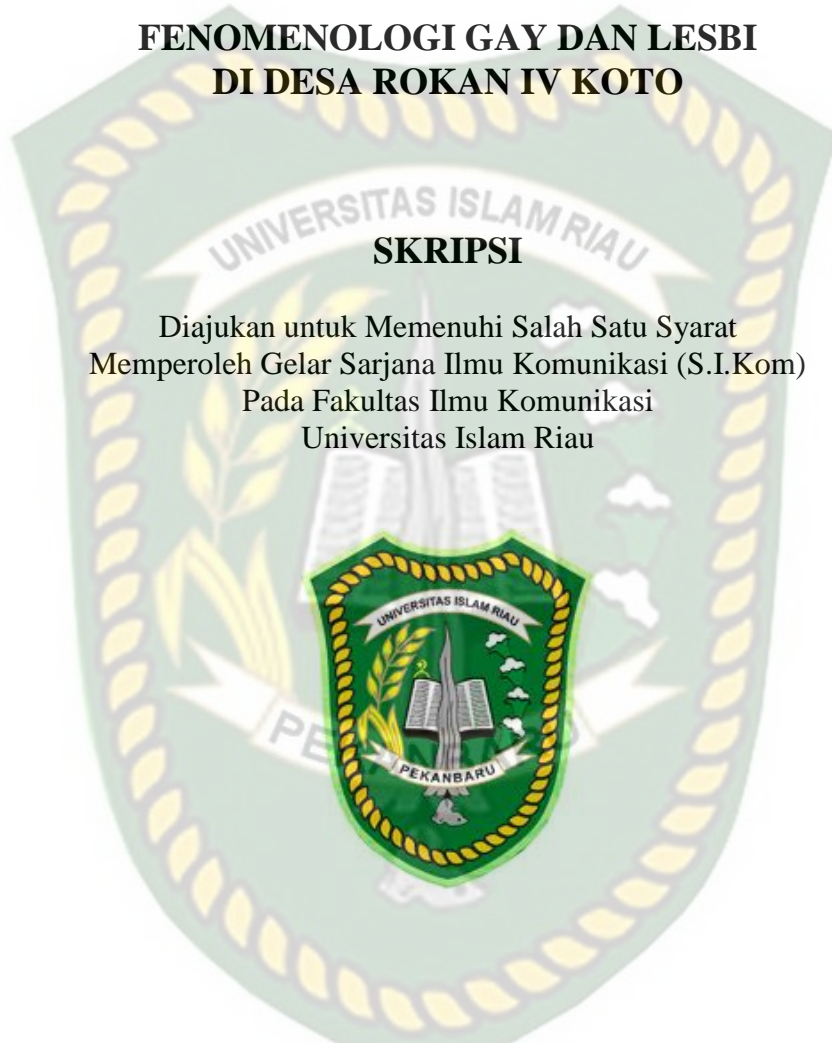 FENOMENOLOGI GAY DAN LESBI
DI DESA ROKAN IV KOTO
UNIVERSITAS ISLAM RIAU
SKRIPSI
Diajukan untuk Memenuhi Salah Satu Syarat
Memperoleh Gelar Sarjana Ilmu Komunikasi (S.I.Kom)
Pada Fakultas Ilmu Komunikasi
Universitas Islam Riau
UNIVERSITAS ISLAM RIAU
PEKANBARU
PEKANBARU